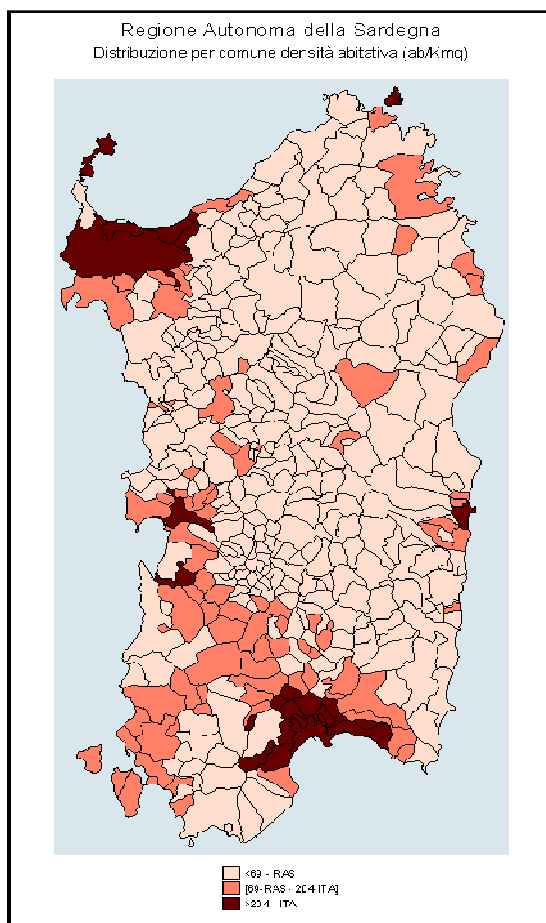 Regione Autonoma della Sardegna
Distribuzione per comune densità abitativa (ab/Kmq)
<69 - RAS
[69-RAS - 204 ITA]
>204 - ITA